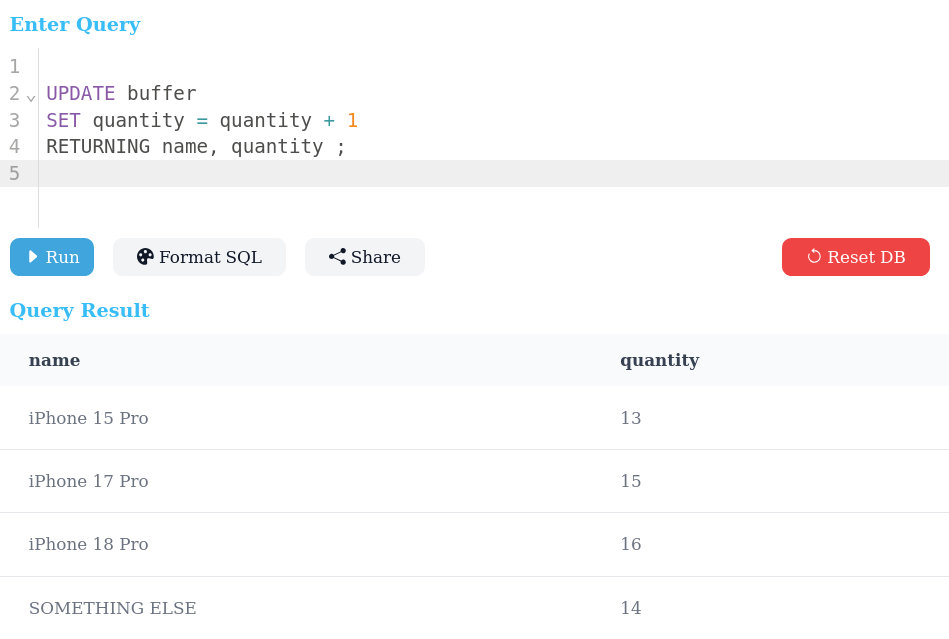 Enter Query
1
2 UPDATE buffer
3 SET quantity = quantity + 1
4 RETURNING name, quantity ;
5
Run Format SQL Share Reset DB
Query Result
name quantity
iPhone 15 Pro 13
iPhone 17 Pro 15
iPhone 18 Pro 16
SOMETHING ELSE 14